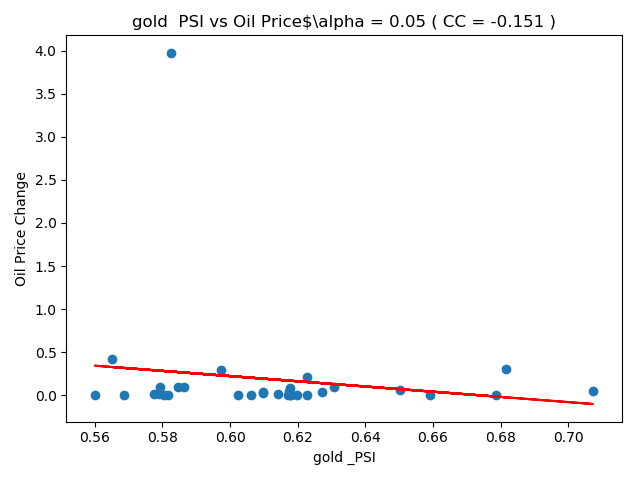 gold  PSI vs Oil Price$\alpha = 0.05 ( CC = -0.151 )
4.0
3.5
3.0
2.5
2.0
1.5
1.0
0.5
0.0
Oil Price Change
0.56 0.58 0.60 0.62 0.64 0.66 0.68 0.70
gold _PSI